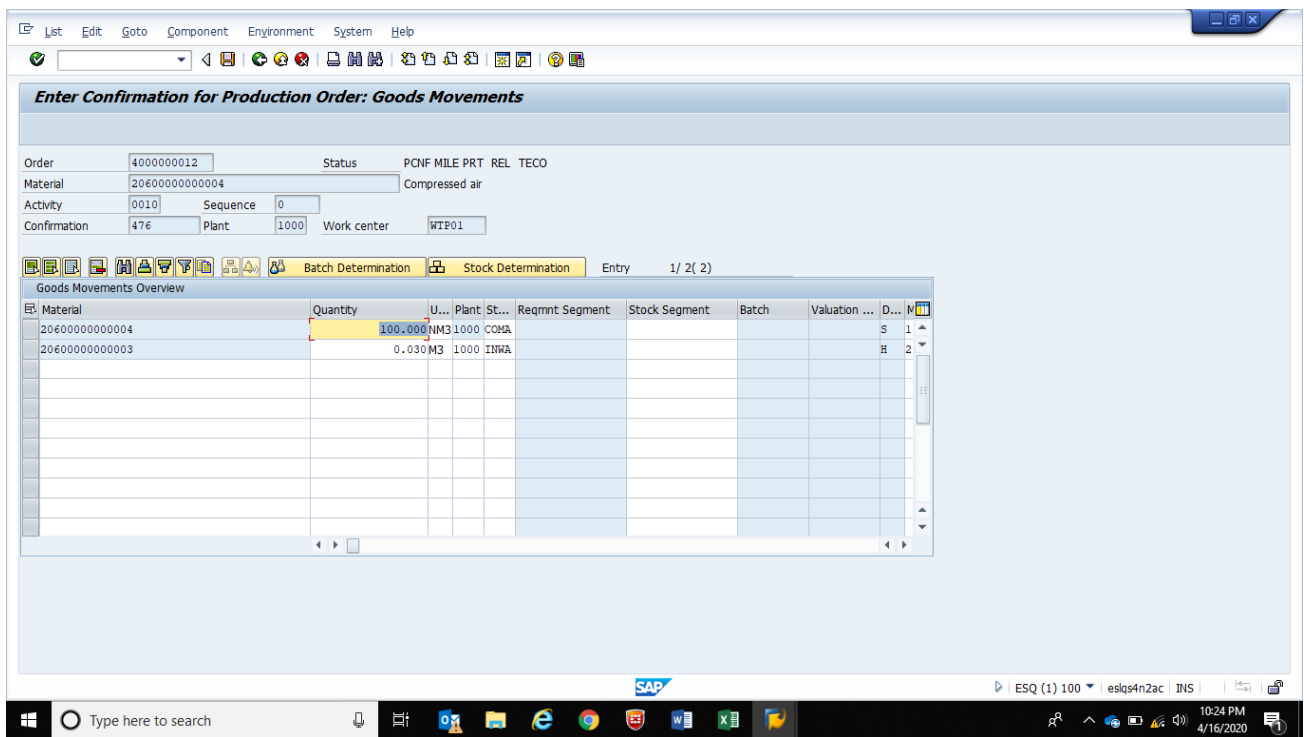 List Edit Goto Component Environment System Help
Enter Confirmation for Production Order: Goods Movements
Order 4000000012 Status PCNF MILE PRT REL TECO
Material 20600000000004 Compressed air
Activity 0010 Sequence 0
Confirmation 476 Plant 1000 Work center WTP01
Batch Determination Stock Determination Entry 1/ 2( 2)
Goods Movements Overview
Material Quantity U... Plant St... Reqmnt Segment Stock Segment Batch Valuation ... D... M
20600000000004 100.000 NM3 1000 COMA S 1
20600000000003 0.030 M3 1000 INWA H 2
SAP
ESQ (1) 100 eslqs4n2ac INS
Type here to search
10:24 PM
4/16/2020
1